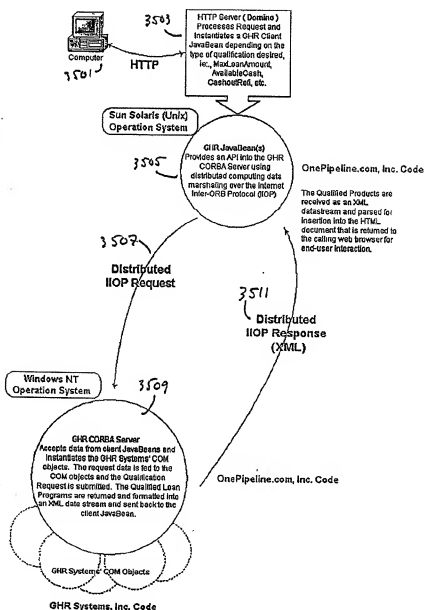 3503
HTTP Server (Domino)
Processes Request and
Instantiates a GHR Client
JavaBean depending on the
type of qualification desired,
ie:, MaxLoanAmount,
AvailableCash,
CashoutRefi, etc.
Computer
3501
HTTP
Sun Solaris (Unix)
Operation System
3505
GHR JavaBean(s)
Provides an API into the GHR
CORBA Server using
distributed computing data
marshaling over the Internet
Inter-ORB Protocol (IIOP)
OnePipeline.com, Inc. Code
The Qualified Products are
received as an XML
datastream and parsed for
insertion into the HTML
document that is returned to
the calling web browser for
end-user interaction.
3507
Distributed
IIOP Request
3511
Distributed
IIOP Response
(XML)
Windows NT
Operation System
3509
GHR CORBA Server
Accepts data from client JavaBeans and
instantiates the GHR Systems' COM
objects. The request data is fed to the
COM objects and the Qualification
Request is submitted. The Qualified Loan
Programs are returned and formatted into
an XML data stream and sent back to the
client JavaBean.
OnePipeline.com, Inc. Code
GHR Systems' COM Objects
GHR Systems, Inc. Code